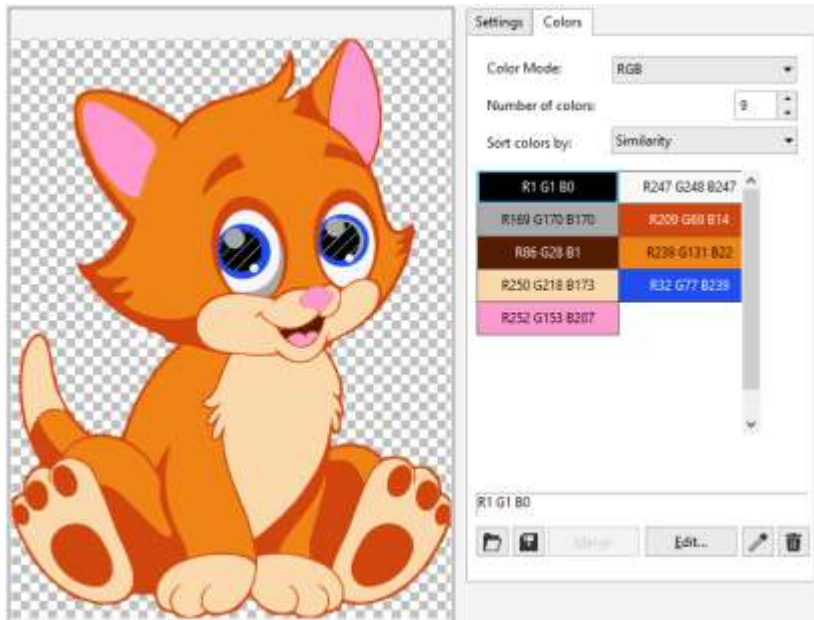 Settings Colors
Color Mode: RGB
Number of colors: 9
Sort colors by: Similarity
R1 G1 B0 R247 G248 B247
R169 G170 B170 R209 G69 B14
R86 G28 B1 R239 G131 B22
R250 G218 B173 R32 G77 B239
R252 G153 B207
R1 G1 B0
Merge Edit...